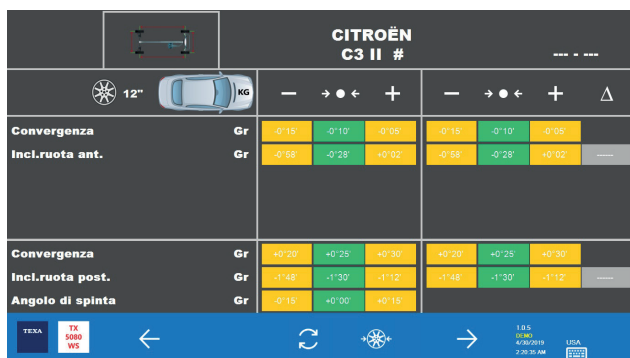 CITROËN
C3 II # --- - ---
12" KG − → ● ← + − → ● ← + Δ
Convergenza Gr -0°15' -0°10' -0°05' -0°15' -0°10' -0°05'
Incl.ruota ant. Gr -0°58' -0°28' +0°02' -0°58' -0°28' +0°02' -----
Convergenza Gr +0°20' +0°25' +0°30' +0°20' +0°25' +0°30'
Incl.ruota post. Gr -1°48' -1°30' -1°12' -1°48' -1°30' -1°12' -----
Angolo di spinta Gr -0°15' +0°00' +0°15'
TEXA
TX
5080
WS
1.0.5
DEMO
4/30/2019 USA
2:20:35 AM